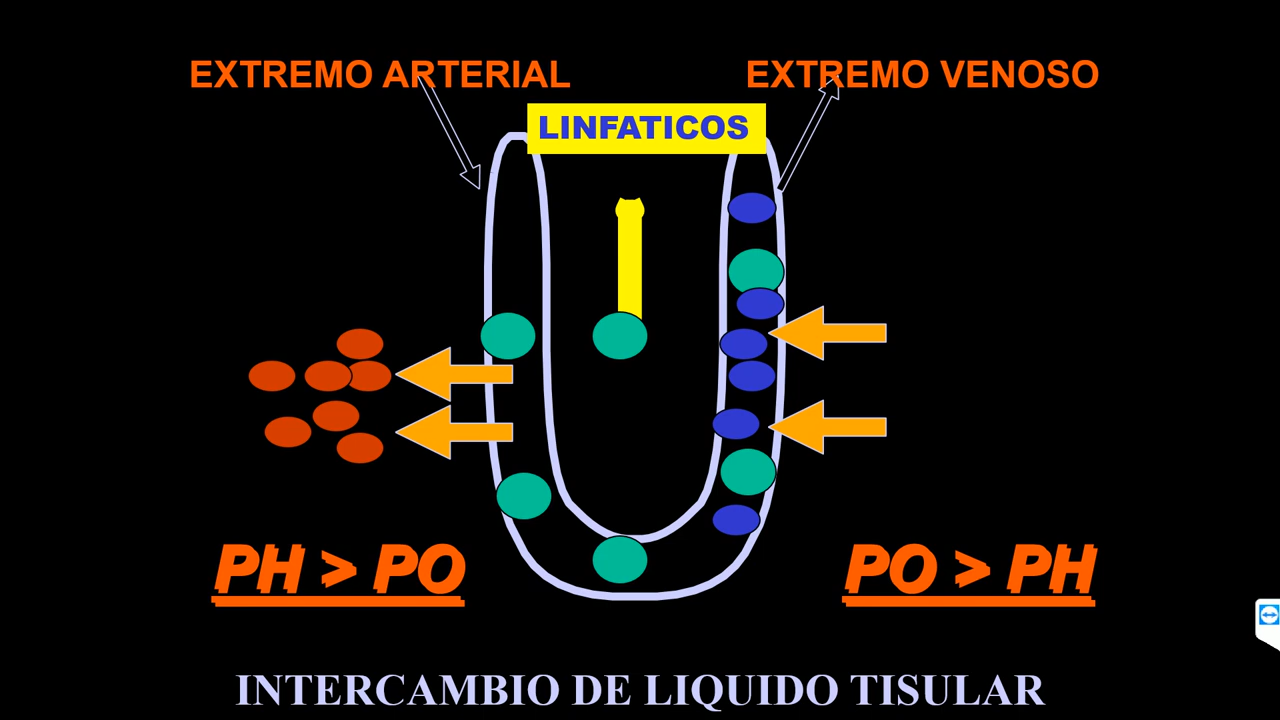 EXTREMO ARTERIAL
EXTREMO VENOSO
LINFATICOS
PH > PO
PO > PH
INTERCAMBIO DE LIQUIDO TISULAR